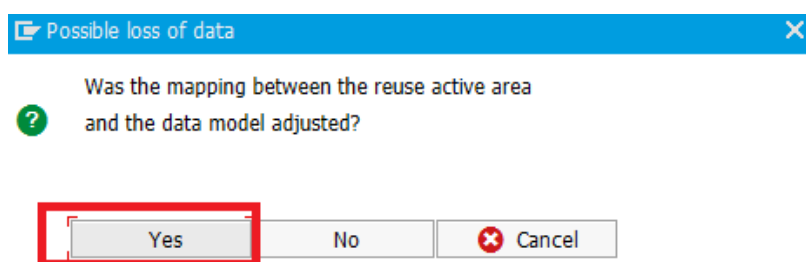 Possible loss of data
Was the mapping between the reuse active area
and the data model adjusted?
Yes No Cancel